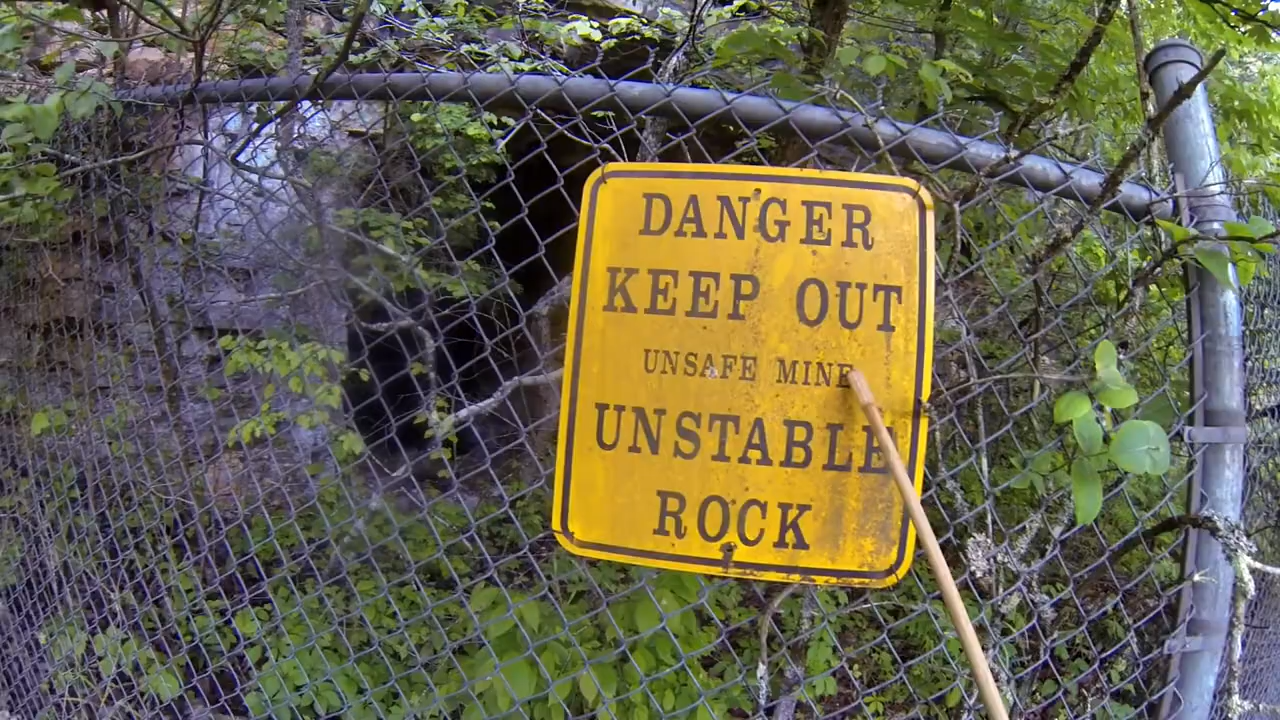 DANGER
KEEP OUT
UNSAFE MINE
UNSTABLE
ROCK